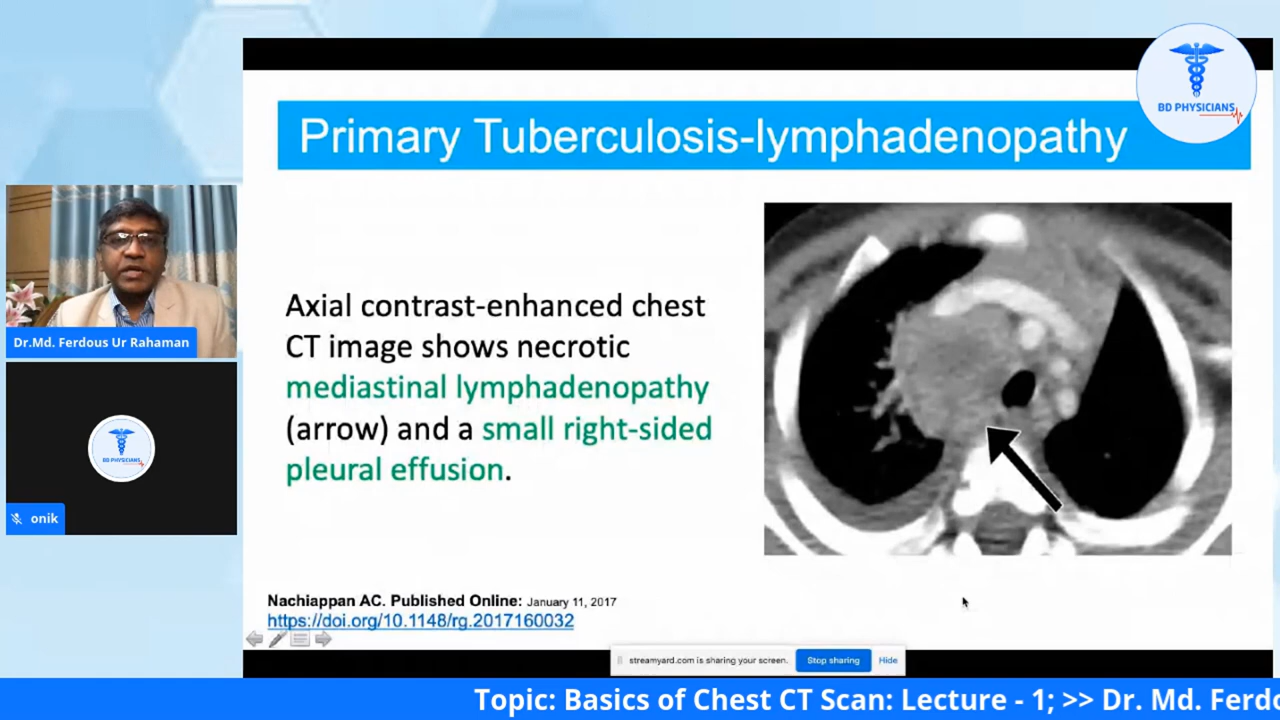 BD PHYSICIANS
Primary Tuberculosis-lymphadenopathy
Axial contrast-enhanced chest
CT image shows necrotic
mediastinal lymphadenopathy
(arrow) and a small right-sided
pleural effusion.
Dr.Md. Ferdous Ur Rahaman
BD PHYSICIANS
onik
Nachiappan AC. Published Online: January 11, 2017
https://doi.org/10.1148/rg.2017160032
streamyard.com is sharing your screen. Stop sharing Hide
Topic: Basics of Chest CT Scan: Lecture - 1; >> Dr. Md. Ferdo